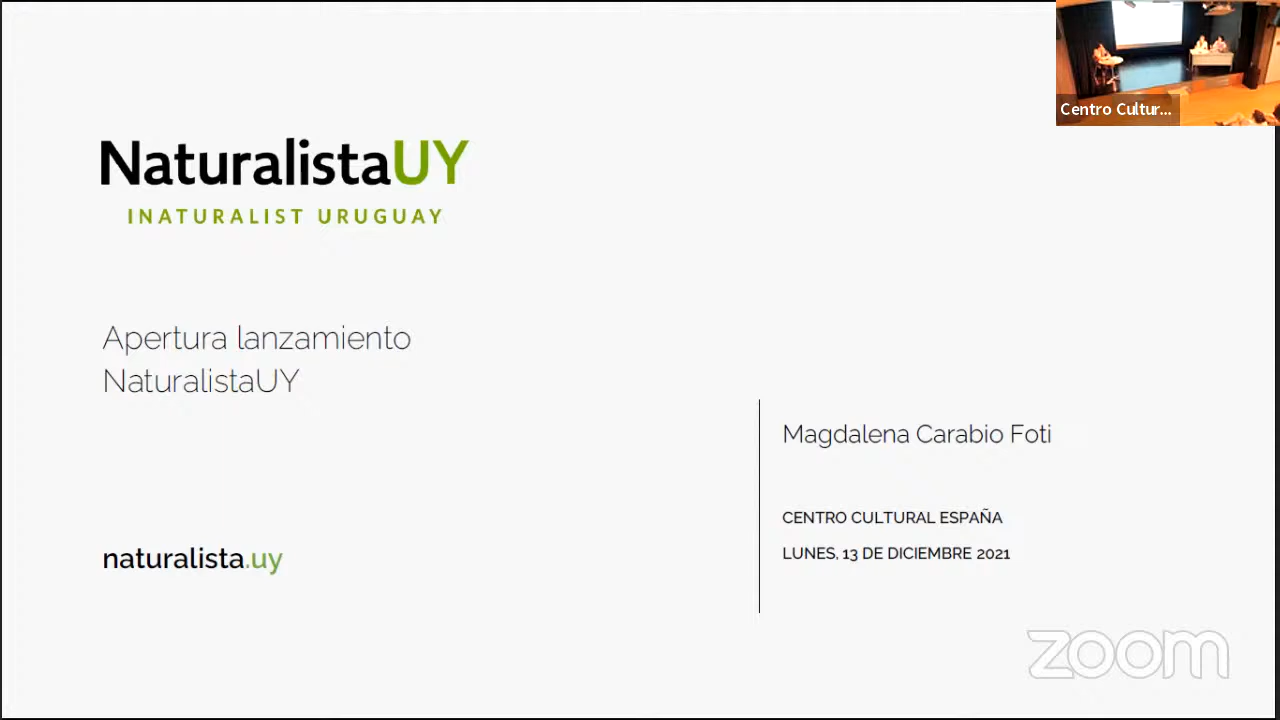 Centro Cultur...
NaturalistaUY
INATURALIST URUGUAY
Apertura lanzamiento
NaturalistaUY
Magdalena Carabio Foti
CENTRO CULTURAL ESPAÑA
LUNES, 13 DE DICIEMBRE 2021
naturalista.uy
zoom